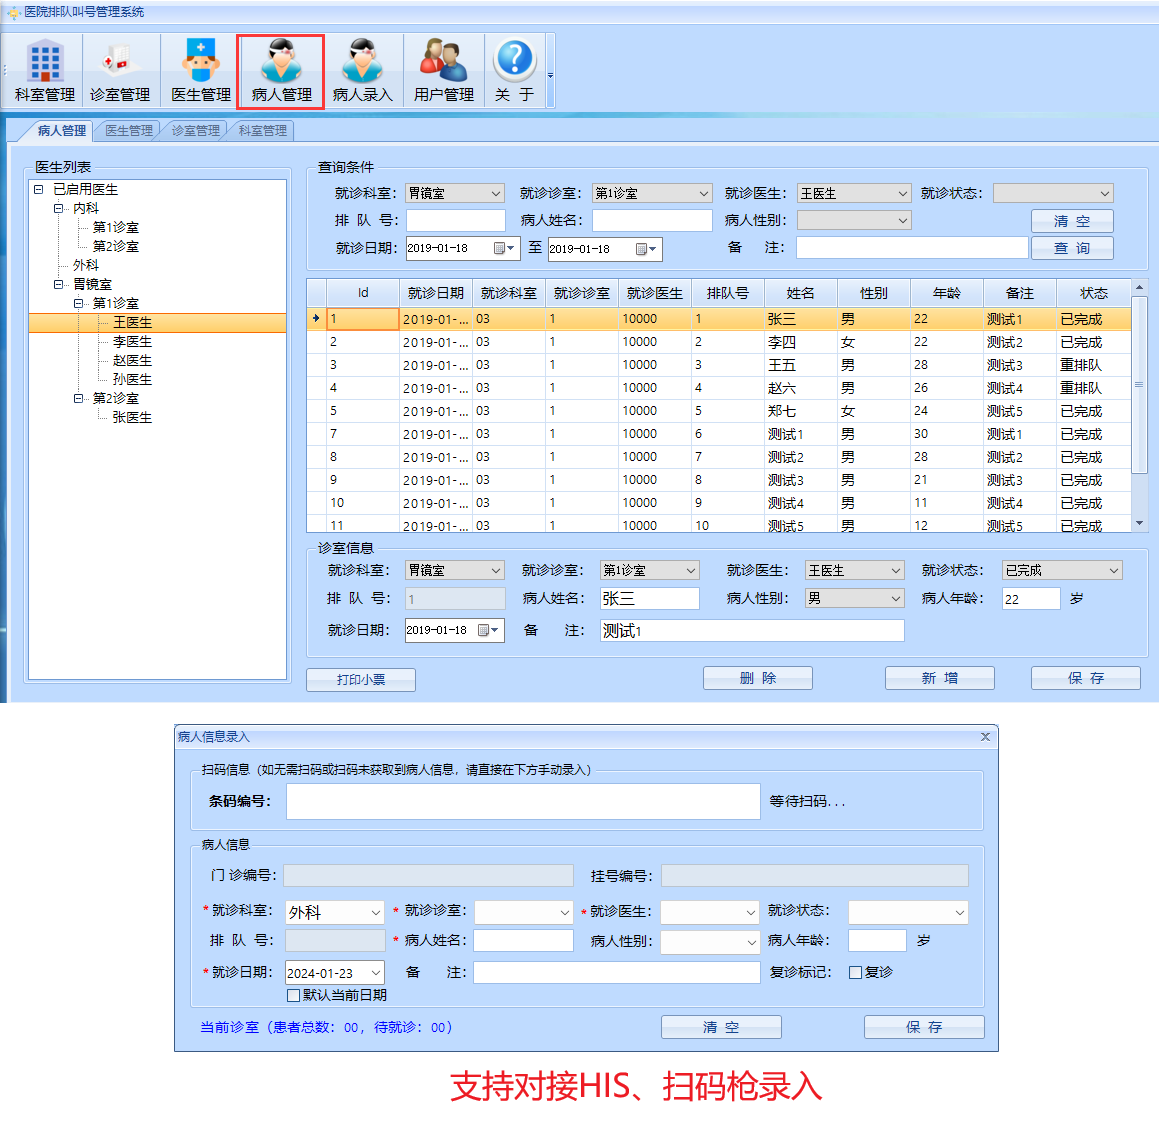 医院排队叫号管理系统
科室管理 诊室管理 医生管理 病人管理 病人录入 用户管理 关 于
病人管理 医生管理 诊室管理 科室管理
医生列表
已启用医生
内科
第1诊室
第2诊室
外科
胃镜室
第1诊室
王医生
李医生
赵医生
孙医生
第2诊室
张医生
查询条件
就诊科室: 胃镜室 就诊诊室: 第1诊室 就诊医生: 王医生 就诊状态:
排 队 号: 病人姓名: 病人性别: 清 空
就诊日期: 2019-01-18 至 2019-01-18 备 注: 查 询
Id 就诊日期 就诊科室 就诊诊室 就诊医生 排队号 姓名 性别 年龄 备注 状态
1 2019-01-... 03 1 10000 1 张三 男 22 测试1 已完成
2 2019-01-... 03 1 10000 2 李四 女 22 测试2 已完成
3 2019-01-... 03 1 10000 3 王五 男 28 测试3 重排队
4 2019-01-... 03 1 10000 4 赵六 男 26 测试4 重排队
5 2019-01-... 03 1 10000 5 郑七 女 24 测试5 已完成
7 2019-01-... 03 1 10000 6 测试1 男 30 测试1 已完成
8 2019-01-... 03 1 10000 7 测试2 男 28 测试2 已完成
9 2019-01-... 03 1 10000 8 测试3 男 21 测试3 已完成
10 2019-01-... 03 1 10000 9 测试4 男 11 测试4 已完成
11 2019-01-... 03 1 10000 10 测试5 男 12 测试5 已完成
诊室信息
就诊科室: 胃镜室 就诊诊室: 第1诊室 就诊医生: 王医生 就诊状态: 已完成
排 队 号: 1 病人姓名: 张三 病人性别: 男 病人年龄: 22 岁
就诊日期: 2019-01-18 备 注: 测试1
打印小票 删 除 新 增 保 存
病人信息录入
扫码信息（如无需扫码或扫码未获取到病人信息，请直接在下方手动录入）
条码编号: 等待扫码...
病人信息
门 诊编号: 挂号编号:
*就诊科室: 外科 *就诊诊室: *就诊医生: 就诊状态:
排 队 号: *病人姓名: 病人性别: 病人年龄: 岁
*就诊日期: 2024-01-23 备 注: 复诊标记: 复诊
默认当前日期
当前诊室（患者总数：00，待就诊：00） 清 空 保 存
支持对接HIS、扫码枪录入